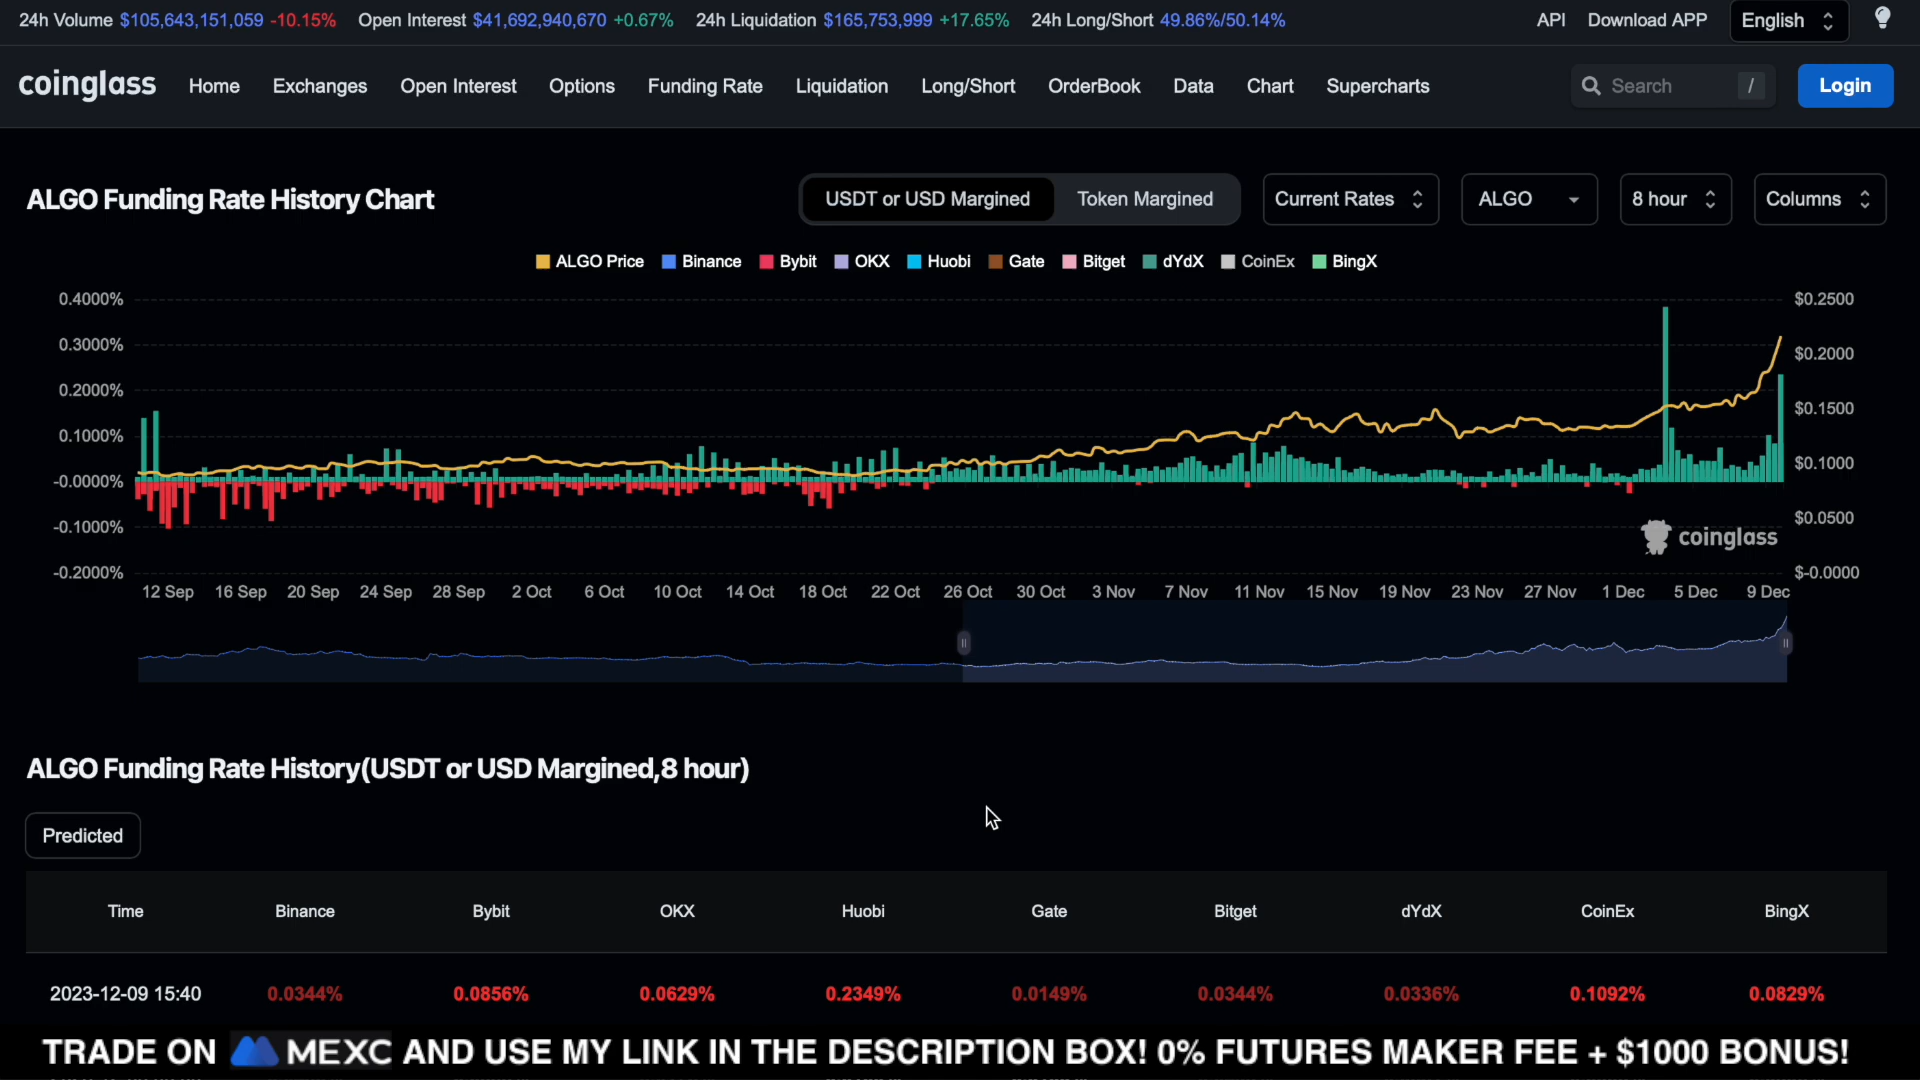 24h Volume $105,643,151,059 -10.15% Open Interest $41,692,940,670 +0.67% 24h Liquidation $165,753,999 +17.65% 24h Long/Short 49.86%/50.14% API Download APP English
coinglass Home Exchanges Open Interest Options Funding Rate Liquidation Long/Short OrderBook Data Chart Supercharts Search / Login
ALGO Funding Rate History Chart USDT or USD Margined Token Margined Current Rates ALGO 8 hour Columns
ALGO Price Binance Bybit OKX Huobi Gate Bitget dYdX CoinEx BingX
0.4000% $0.2500
0.3000% $0.2000
0.2000% $0.1500
0.1000% $0.1000
-0.0000% $0.0500
-0.1000% coinglass
-0.2000% $-0.0000
12 Sep 16 Sep 20 Sep 24 Sep 28 Sep 2 Oct 6 Oct 10 Oct 14 Oct 18 Oct 22 Oct 26 Oct 30 Oct 3 Nov 7 Nov 11 Nov 15 Nov 19 Nov 23 Nov 27 Nov 1 Dec 5 Dec 9 Dec
ALGO Funding Rate History(USDT or USD Margined,8 hour)
Predicted
Time Binance Bybit OKX Huobi Gate Bitget dYdX CoinEx BingX
2023-12-09 15:40 0.0344% 0.0856% 0.0629% 0.2349% 0.0149% 0.0344% 0.0336% 0.1092% 0.0829%
TRADE ON MEXC AND USE MY LINK IN THE DESCRIPTION BOX! 0% FUTURES MAKER FEE + $1000 BONUS!